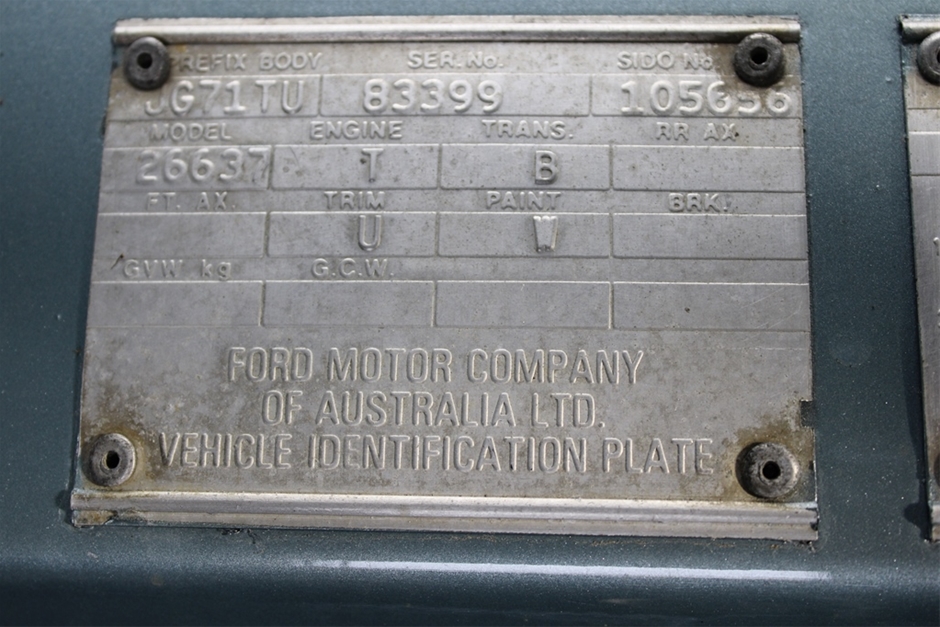 PREFIX BODY SER.No. SIDO No.
JG71TU 83399 105656
MODEL ENGINE TRANS. RR AX.
26637 T B
FT. AX. TRIM PAINT BRK.
U W
GVW kg G.C.W.
FORD MOTOR COMPANY
OF AUSTRALIA LTD.
VEHICLE IDENTIFICATION PLATE